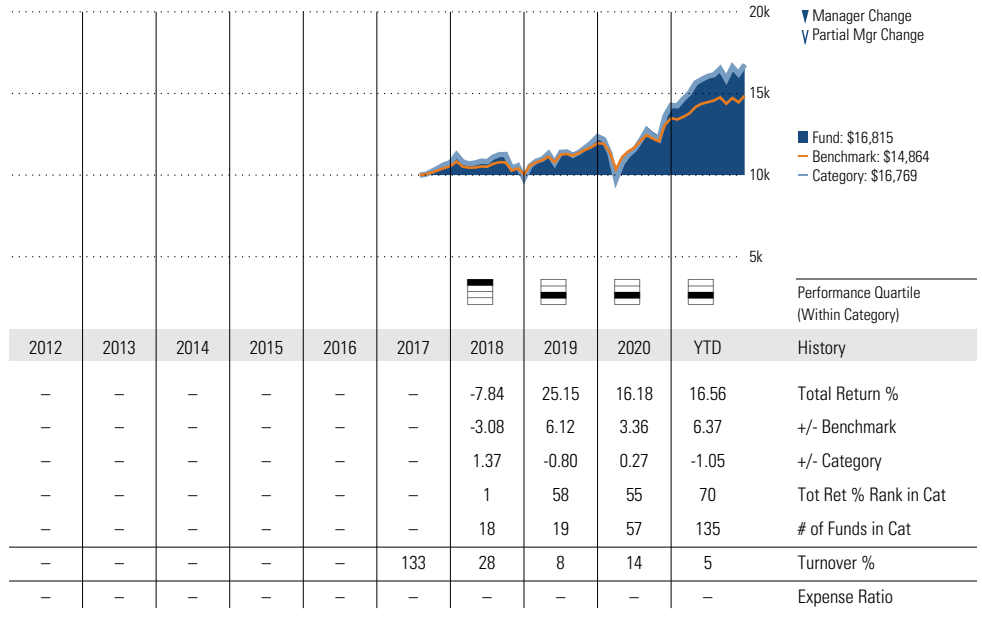 20k
Manager Change
Partial Mgr Change
15k
Fund: $16,815
Benchmark: $14,864
Category: $16,769
10k
5k
Performance Quartile
(Within Category)
2012 2013 2014 2015 2016 2017 2018 2019 2020 YTD History
– – – – – – -7.84 25.15 16.18 16.56 Total Return %
– – – – – – -3.08 6.12 3.36 6.37 +/- Benchmark
– – – – – – 1.37 -0.80 0.27 -1.05 +/- Category
– – – – – – 1 58 55 70 Tot Ret % Rank in Cat
– – – – – – 18 19 57 135 # of Funds in Cat
– – – – – 133 28 8 14 5 Turnover %
– – – – – – – – – – Expense Ratio